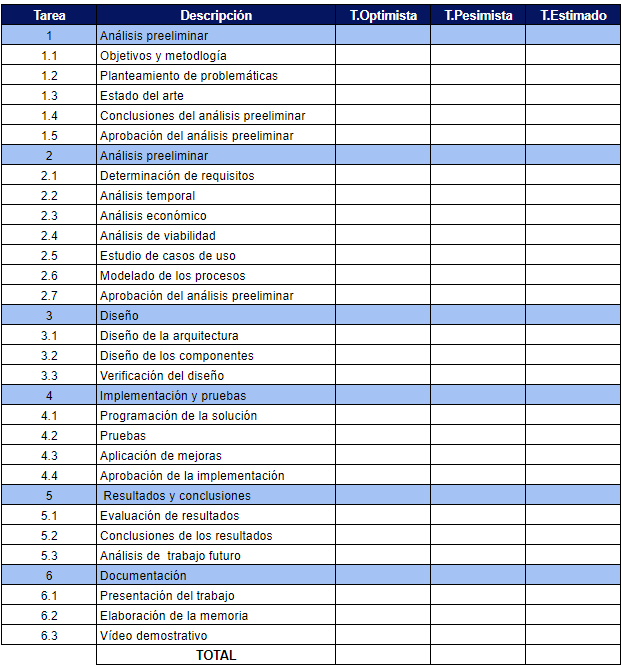 Tarea Descripción T.Optimista T.Pesimista T.Estimado
1 Análisis preeliminar
1.1 Objetivos y metodlogía
1.2 Planteamiento de problemáticas
1.3 Estado del arte
1.4 Conclusiones del análisis preeliminar
1.5 Aprobación del análisis preeliminar
2 Análisis preeliminar
2.1 Determinación de requisitos
2.2 Análisis temporal
2.3 Análisis económico
2.4 Análisis de viabilidad
2.5 Estudio de casos de uso
2.6 Modelado de los procesos
2.7 Aprobación del análisis preeliminar
3 Diseño
3.1 Diseño de la arquitectura
3.2 Diseño de los componentes
3.3 Verificación del diseño
4 Implementación y pruebas
4.1 Programación de la solución
4.2 Pruebas
4.3 Aplicación de mejoras
4.4 Aprobación de la implementación
5 Resultados y conclusiones
5.1 Evaluación de resultados
5.2 Conclusiones de los resultados
5.3 Análisis de trabajo futuro
6 Documentación
6.1 Presentación del trabajo
6.2 Elaboración de la memoria
6.3 Vídeo demostrativo
TOTAL